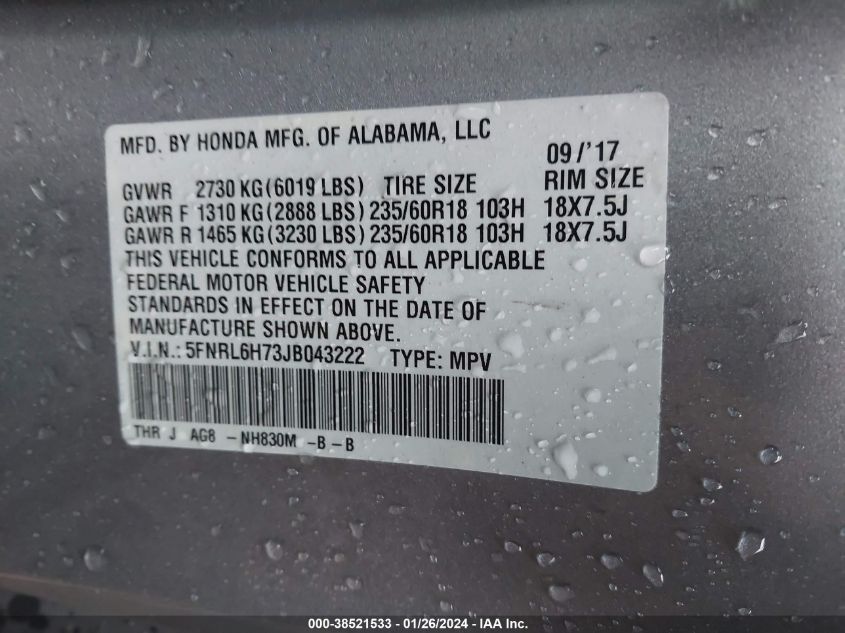 MFD. BY HONDA MFG. OF ALABAMA, LLC
09/'17
GVWR 2730 KG(6019 LBS) TIRE SIZE RIM SIZE
GAWR F 1310 KG(2888 LBS) 235/60R18 103H 18X7.5J
GAWR R 1465 KG(3230 LBS) 235/60R18 103H 18X7.5J
THIS VEHICLE CONFORMS TO ALL APPLICABLE
FEDERAL MOTOR VEHICLE SAFETY
STANDARDS IN EFFECT ON THE DATE OF
MANUFACTURE SHOWN ABOVE.
V.I.N.: 5FNRL6H73JB043222 TYPE: MPV
THR J AG8 -NH830M -B-B
000-38521533 - 01/26/2024 - IAA Inc.